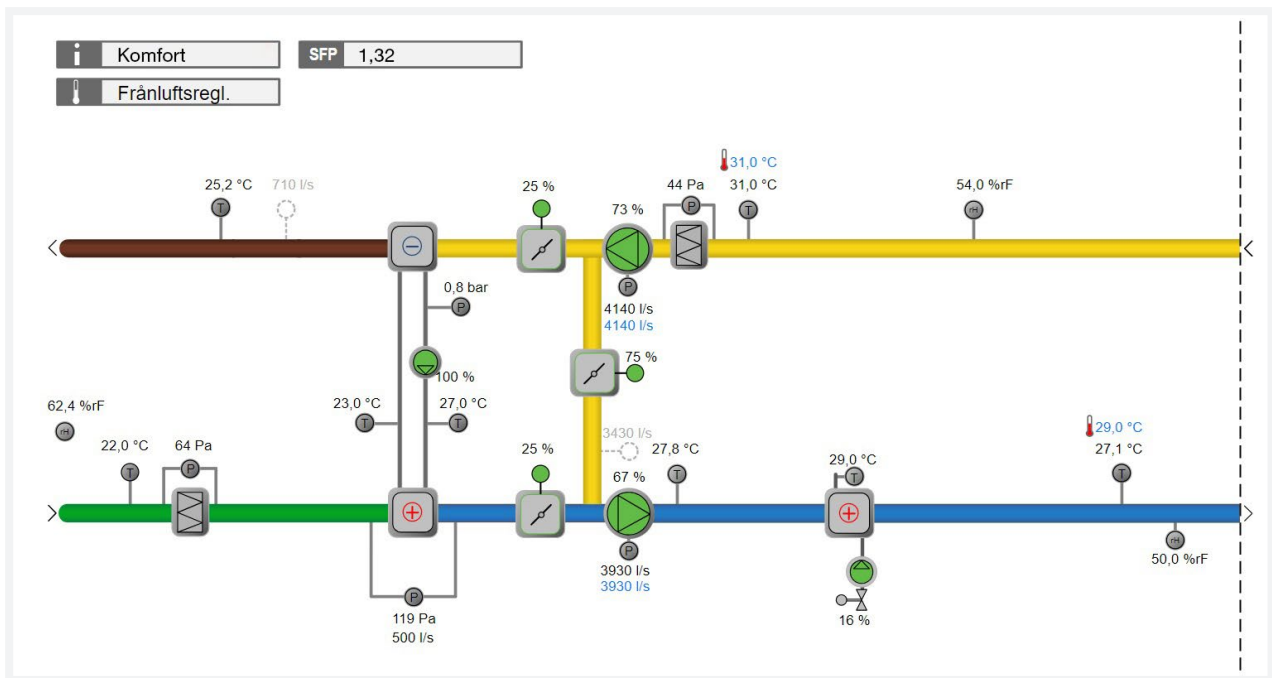 i Komfort
SFP 1,32
Frånluftsregl.
31,0 °C
25,2 °C
710 l/s
25 %
44 Pa
31,0 °C
54,0 %rF
73 %
T
P
T
rH
P
4140 l/s
4140 l/s
0,8 bar
P
75 %
100 %
62,4 %rF
rH
23,0 °C
27,0 °C
T
T
22,0 °C
64 Pa
25 %
3430 l/s
27,8 °C
29,0 °C
29,0 °C
27,1 °C
T
P
67 %
T
T
T
P
3930 l/s
3930 l/s
rH
50,0 %rF
P
119 Pa
500 l/s
16 %